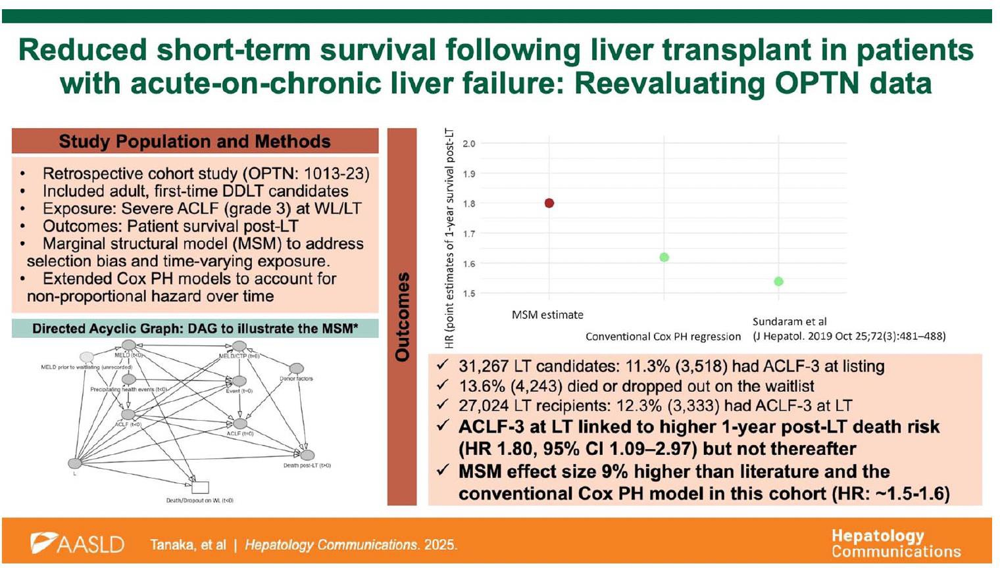 Reduced short-term survival following liver transplant in patients
with acute-on-chronic liver failure: Reevaluating OPTN data
Study Population and Methods
• Retrospective cohort study (OPTN: 1013-23)
• Included adult, first-time DDLT candidates
• Exposure: Severe ACLF (grade 3) at WL/LT
• Outcomes: Patient survival post-LT
• Marginal structural model (MSM) to address
selection bias and time-varying exposure.
• Extended Cox PH models to account for
non-proportional hazard over time
Directed Acyclic Graph: DAG to illustrate the MSM*
MELD (t<0)
MELD/CTP (t=0)
MELD prior to waitlisting (unrecorded)
Donor factors
Precipitating health events (t<0)
Event (t=0)
ACLF (t<0)
ACLF (t=0)
Death post-LT (t>0)
L
Death/Dropout on WL (t<0)
Outcomes
HR (point estimates of 1-year survival post-LT
2.0
1.9
1.8
1.7
1.6
1.5
MSM estimate
Conventional Cox PH regression
Sundaram et al
(J Hepatol. 2019 Oct 25;72(3):481–488)
✓ 31,267 LT candidates: 11.3% (3,518) had ACLF-3 at listing
✓ 13.6% (4,243) died or dropped out on the waitlist
✓ 27,024 LT recipients: 12.3% (3,333) had ACLF-3 at LT
✓ ACLF-3 at LT linked to higher 1-year post-LT death risk
(HR 1.80, 95% CI 1.09–2.97) but not thereafter
✓ MSM effect size 9% higher than literature and the
conventional Cox PH model in this cohort (HR: ~1.5-1.6)
AASLD
Tanaka, et al | Hepatology Communications. 2025.
Hepatology
Communications